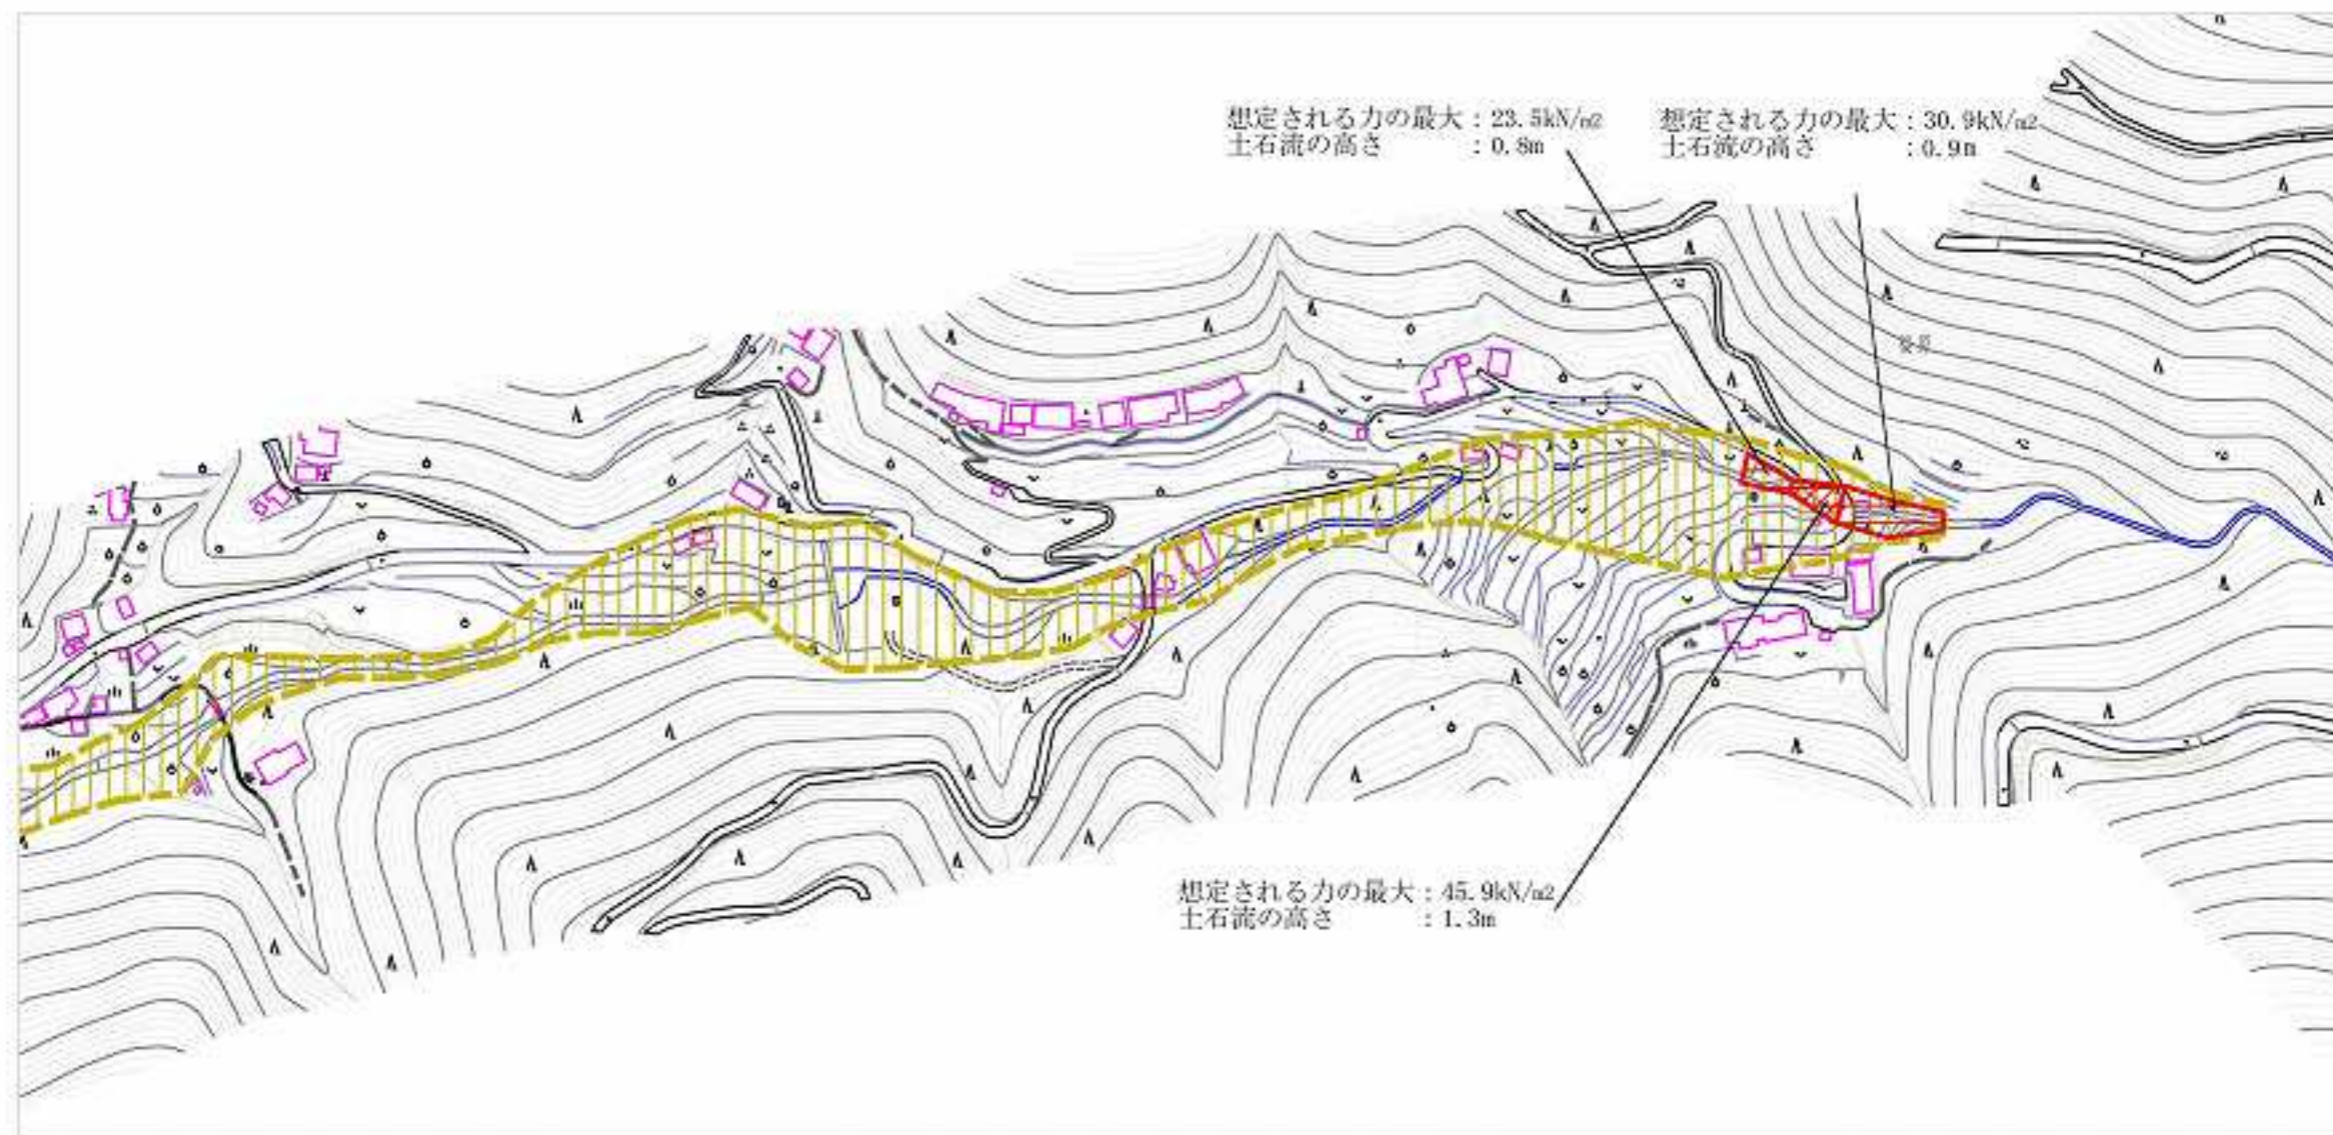 想定される力の最大：23.5kN/m2
土石流の高さ　　　：0.8m
想定される力の最大：30.9kN/m2
土石流の高さ　　　：0.9m
想定される力の最大：45.9kN/m2
土石流の高さ　　　：1.3m